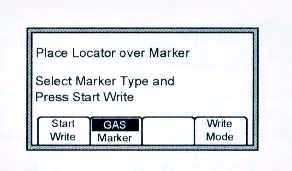 Place Locator over Marker
Select Marker Type and
Press Start Write
Start GAS Write
Write Marker Mode